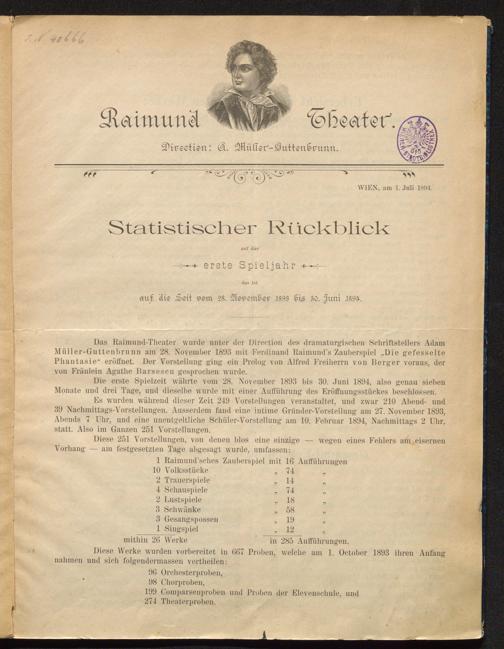 Raimund Theater.
Direction: A. Müller-Guttenbrunn.
WIEN, am 1. Juli 1894.
Statistischer Rückblick
auf das
erste Spieljahr
das ist
auf die Zeit vom 28. November 1893 bis 30. Juni 1894.
Das Raimund-Theater wurde unter der Direction des dramaturgischen Schriftstellers Adam
Müller-Guttenbrunn am 28. November 1893 mit Ferdinand Raimund's Zauberspiel „Die gefesselte
Phantasie" eröffnet. Der Vorstellung ging ein Prolog von Alfred Freiherrn von Berger voraus, der
von Fräulein Agathe Barsescu gesprochen wurde.
Die erste Spielzeit währte vom 28. November 1893 bis 30. Juni 1894, also genau sieben
Monate und drei Tage, und dieselbe wurde mit einer Aufführung des Eröffnungsstückes beschlossen.
Es wurden während dieser Zeit 249 Vorstellungen veranstaltet, und zwar 210 Abend- und
39 Nachmittags-Vorstellungen. Ausserdem fand eine intime Gründer-Vorstellung am 27. November 1893,
Abends 7 Uhr, und eine unentgeltliche Schüler-Vorstellung am 10. Februar 1894, Nachmittags 2 Uhr,
statt. Also im Ganzen 251 Vorstellungen.
Diese 251 Vorstellungen, von denen blos eine einzige — wegen eines Fehlers am eisernen
Vorhang — am festgesetzten Tage abgesagt wurde, umfassen:
1 Raimund'sches Zauberspiel mit 16 Aufführungen
10 Volksstücke „ 74 „
2 Trauerspiele „ 14 „
4 Schauspiele „ 74 „
2 Lustspiele „ 18 „
3 Schwänke „ 58 „
3 Gesangspossen „ 19 „
1 Singspiel „ 12 „
mithin 26 Werke in 285 Aufführungen.
Diese Werke wurden vorbereitet in 667 Proben, welche am 1. October 1893 ihren Anfang
nahmen und sich folgendermassen vertheilen:
96 Orchesterproben,
98 Chorproben,
199 Comparsenproben und Proben der Elevenschule, und
274 Theaterproben.